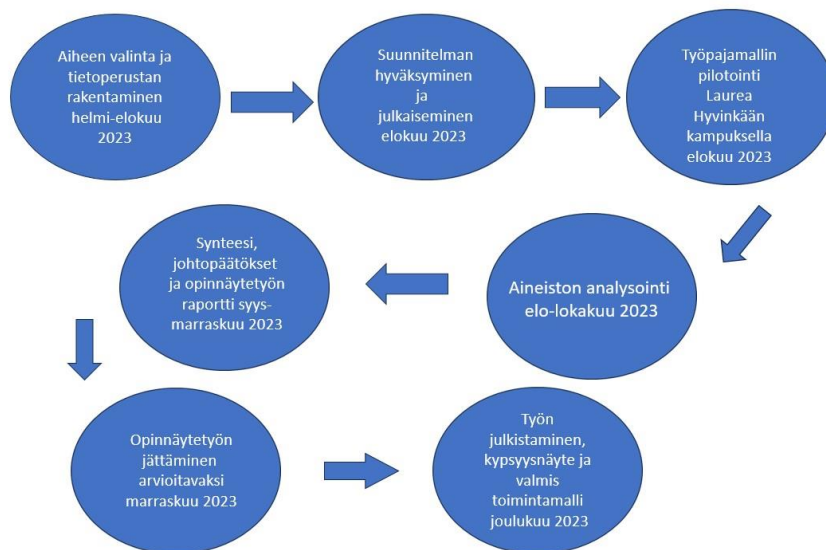 Aiheen valinta ja
tietoperustan
rakentaminen
helmi-elokuu
2023
Suunnitelman
hyväksyminen
ja
julkaiseminen
elokuu 2023
Työpajamallin
pilotointi
Laurea
Hyvinkään
kampuksella
elokuu 2023
Aineiston analysointi
elo-lokakuu 2023
Synteesi,
johtopäätökset
ja opinnäytetyön
raportti syys-
marraskuu 2023
Opinnäytetyön
jättäminen
arvioitavaksi
marraskuu 2023
Työn
julkistaminen,
kypsyysnäyte ja
valmis
toimintamalli
joulukuu 2023